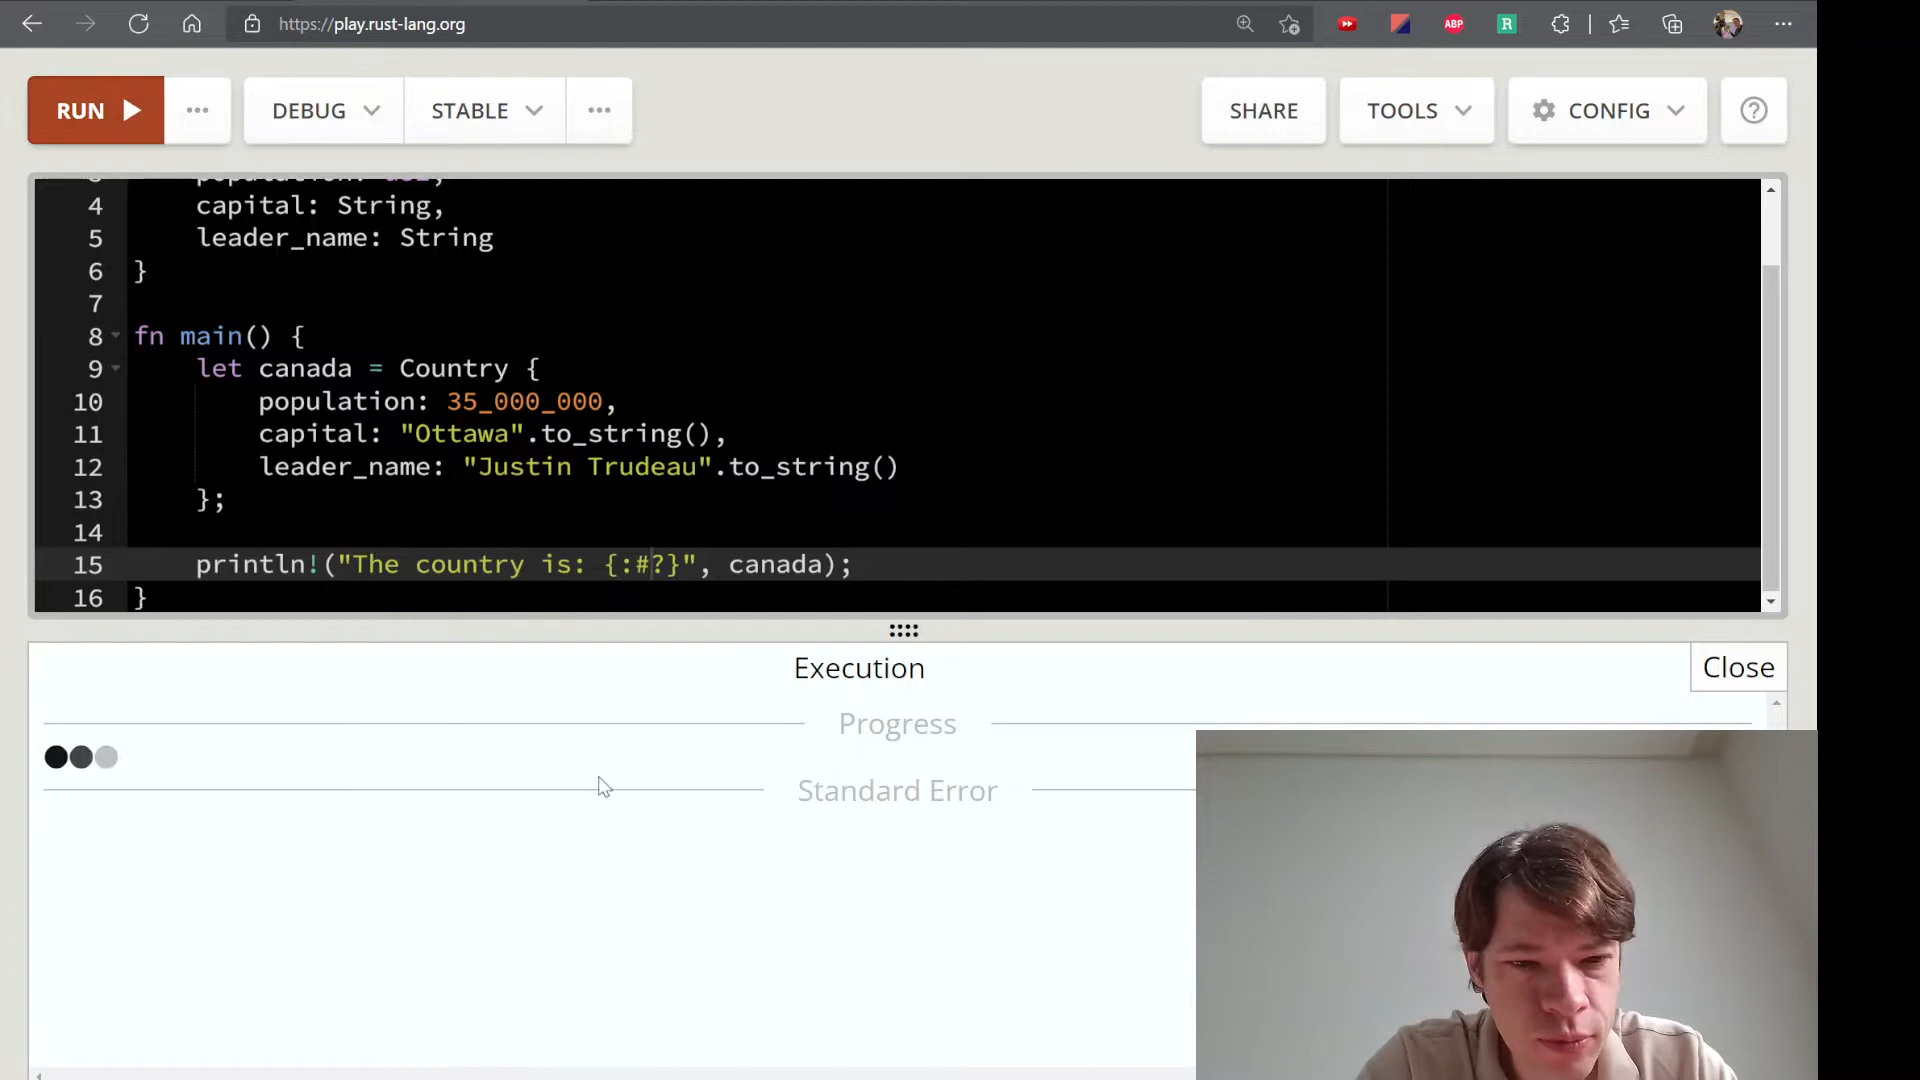 https://play.rust-lang.org
ABP
R
RUN
DEBUG
STABLE
SHARE
TOOLS
CONFIG
4 capital: String,
5 leader_name: String
6 }
7
8 fn main() {
9 let canada = Country {
10 population: 35_000_000,
11 capital: "Ottawa".to_string(),
12 leader_name: "Justin Trudeau".to_string()
13 };
14
15 println!("The country is: {:#?}", canada);
16 }
Execution
Close
Progress
Standard Error